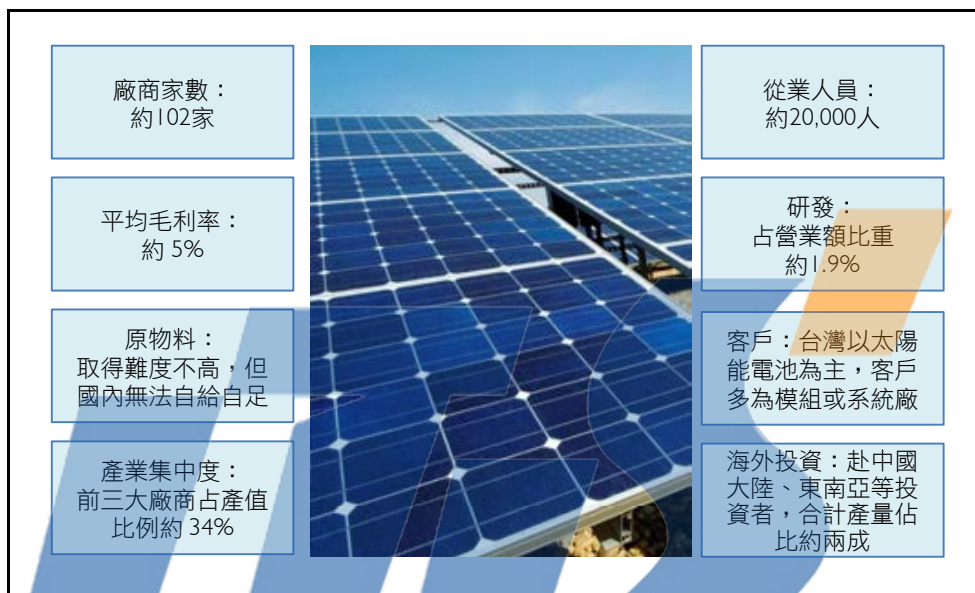 廠商家數：
約102家
平均毛利率：
約 5%
原物料：
取得難度不高，但
國內無法自給自足
產業集中度：
前三大廠商占產值
比例約 34%
從業人員：
約20,000人
研發：
占營業額比重
約1.9%
客戶：台灣以太陽
能電池為主，客戶
多為模組或系統廠
海外投資：赴中國
大陸、東南亞等投
資者，合計產量佔
比約兩成